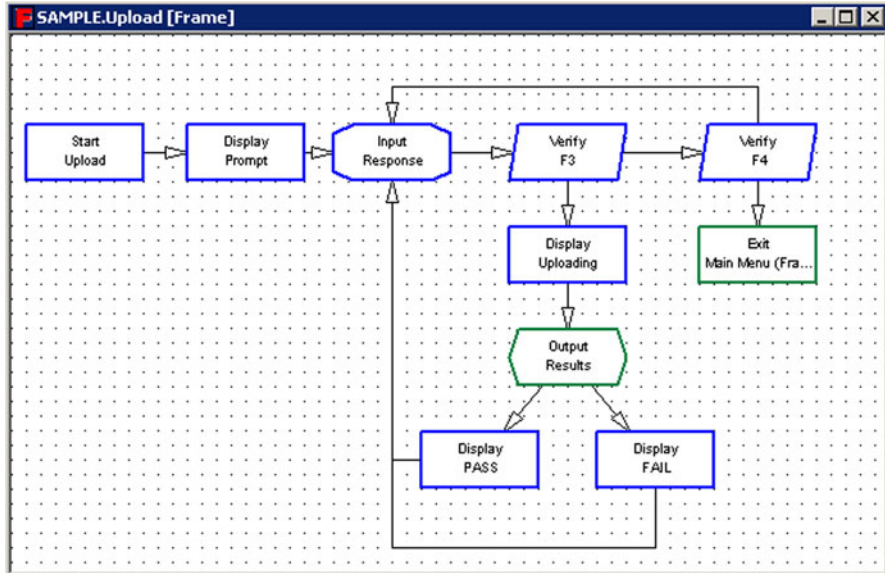 SAMPLE.Upload [Frame]
Start
Upload
Display
Prompt
Input
Response
Verify
F3
Verify
F4
Display
Uploading
Exit
Main Menu (Fra...
Output
Results
Display
PASS
Display
FAIL